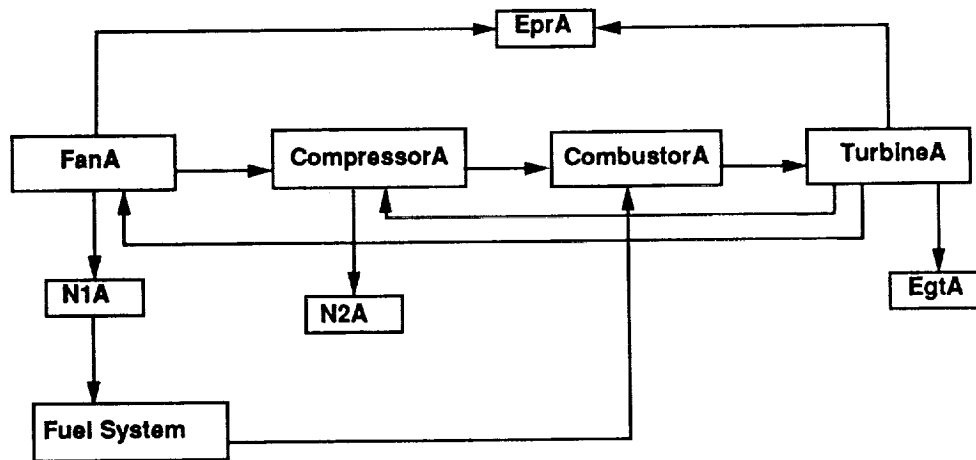 EprA
FanA
CompressorA
CombustorA
TurbineA
N1A
N2A
EgtA
Fuel System